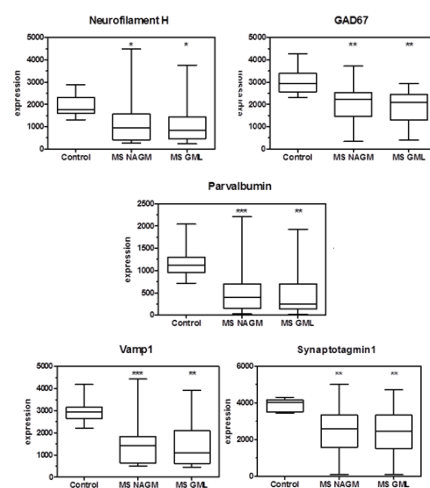 Neurofilament H
expression
5000
4000
3000
2000
1000
0
*
*
Control
MS NAGM
MS GML
GAD67
expression
5000
4000
3000
2000
1000
0
**
**
Control
MS NAGM
MS GML
Parvalbumin
expression
2500
2000
1500
1000
500
0
***
**
Control
MS NAGM
MS GML
Vamp1
expression
5000
4000
3000
2000
1000
0
***
**
Control
MS NAGM
MS GML
Synaptotagmin1
expression
6000
4000
2000
0
**
**
Control
MS NAGM
MS GML